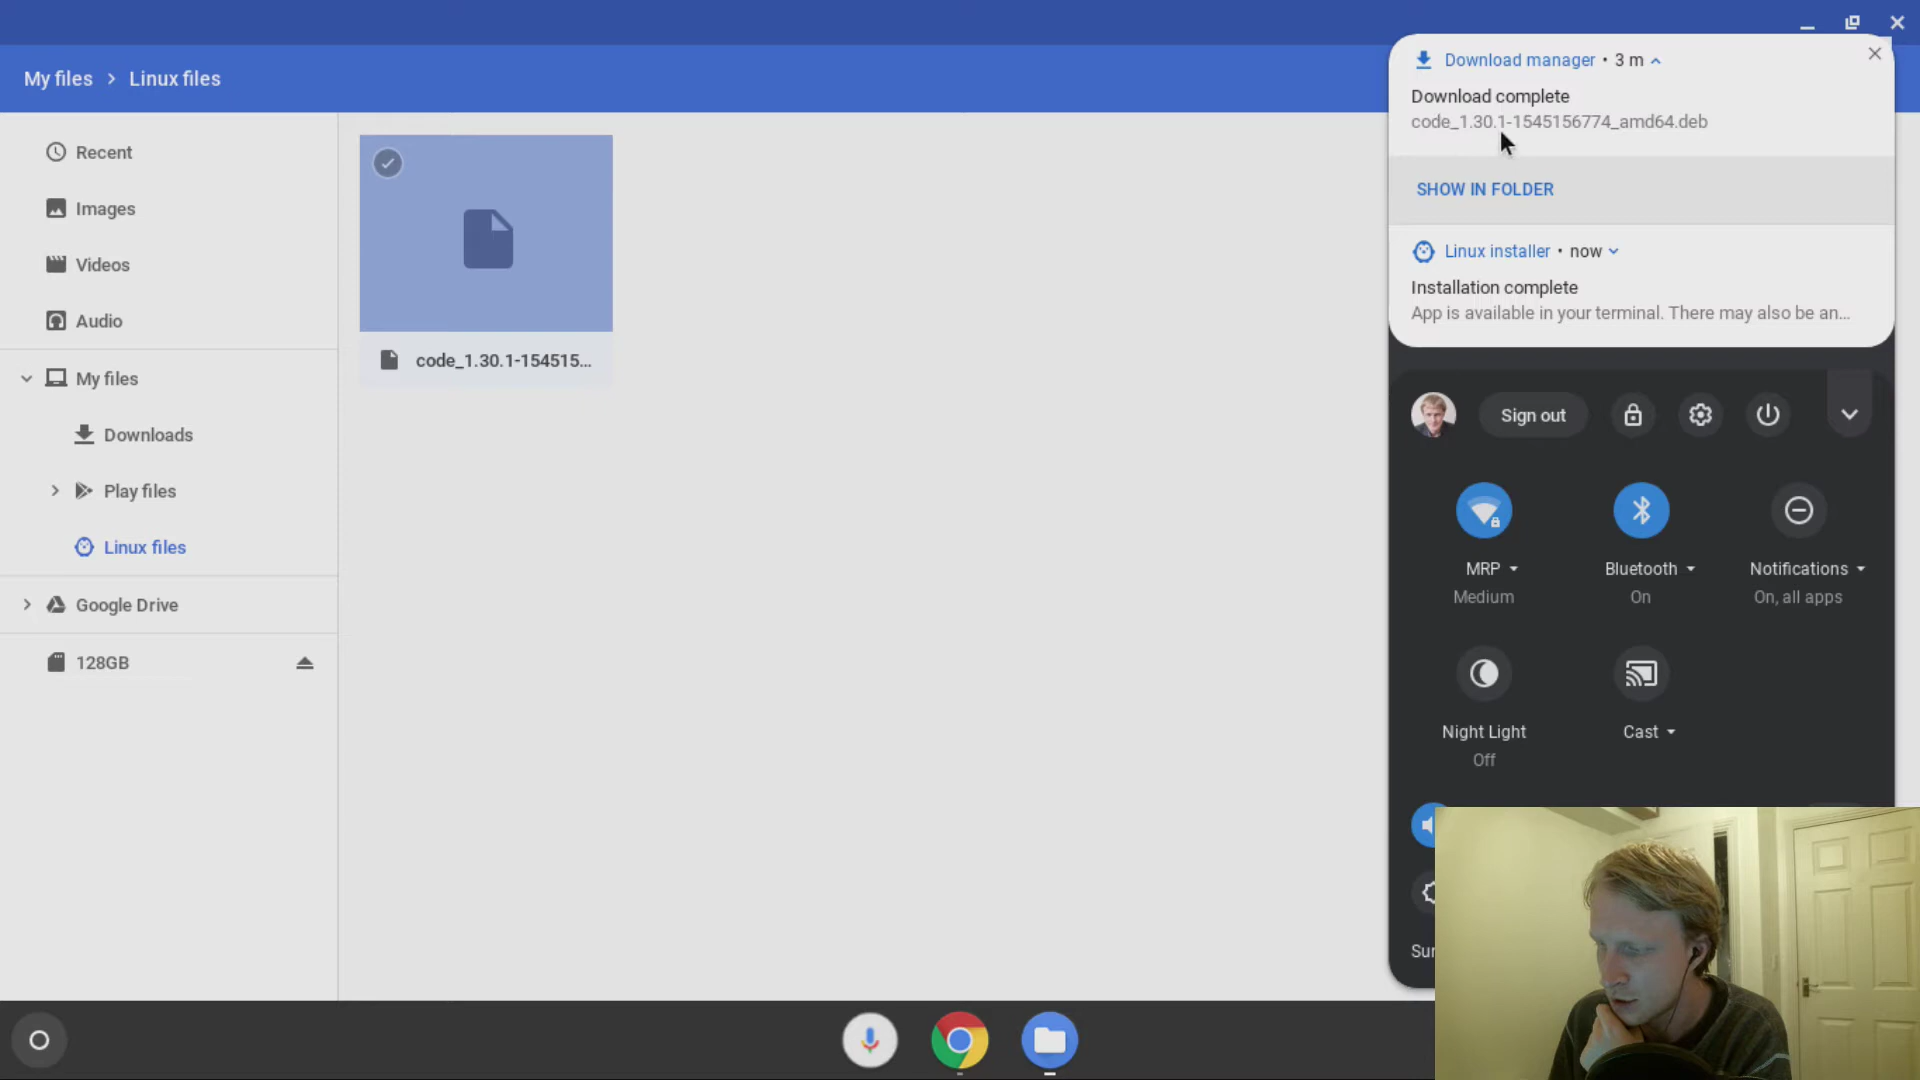 My files > Linux files
Recent
Images
Videos
Audio
My files
Downloads
Play files
Linux files
Google Drive
128GB
code_1.30.1-154515...
Download manager • 3 m
Download complete
code_1.30.1-1545156774_amd64.deb
SHOW IN FOLDER
Linux installer • now
Installation complete
App is available in your terminal. There may also be an...
Sign out
MRP
Medium
Bluetooth
On
Notifications
On, all apps
Night Light
Off
Cast